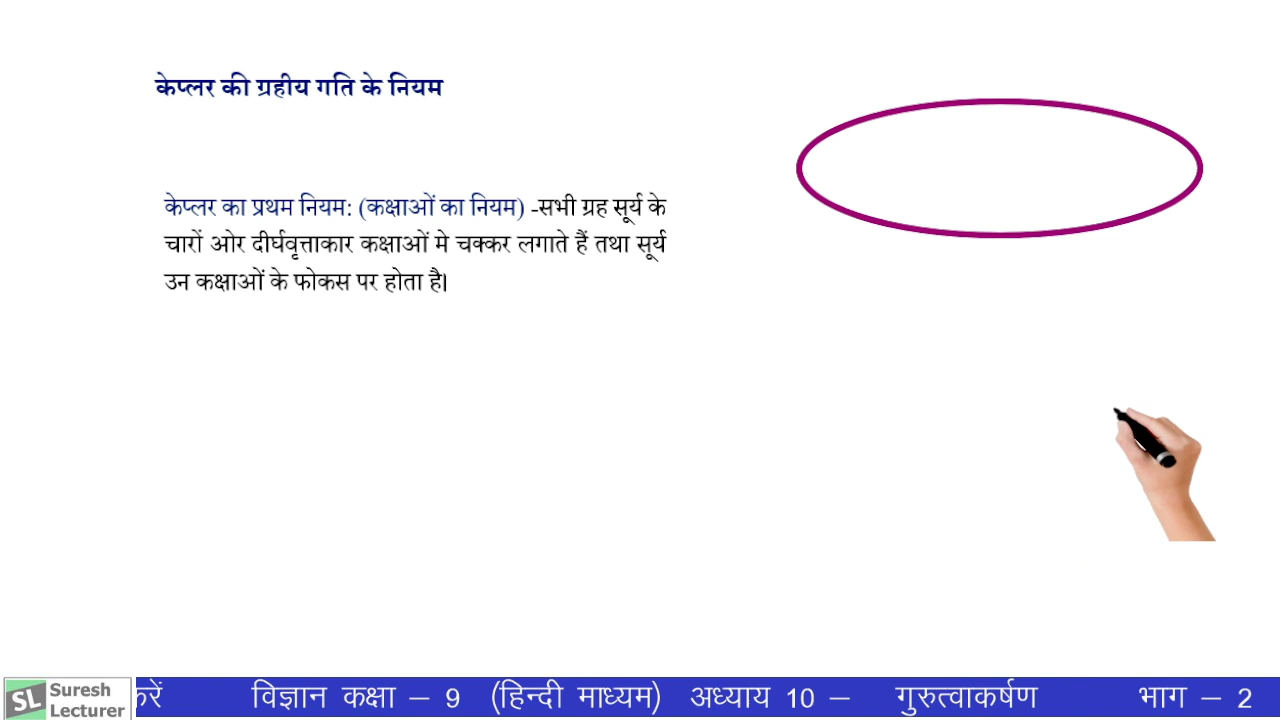 केप्लर की ग्रहीय गति के नियम
केप्लर का प्रथम नियम: (कक्षाओं का नियम) -सभी ग्रह सूर्य के
चारों ओर दीर्घवृत्ताकार कक्षाओं मे चक्कर लगाते हैं तथा सूर्य
उन कक्षाओं के फोकस पर होता है।
विज्ञान कक्षा – 9 (हिन्दी माध्यम) अध्याय 10 – गुरुत्वाकर्षण भाग – 2
SL Suresh
Lecturer